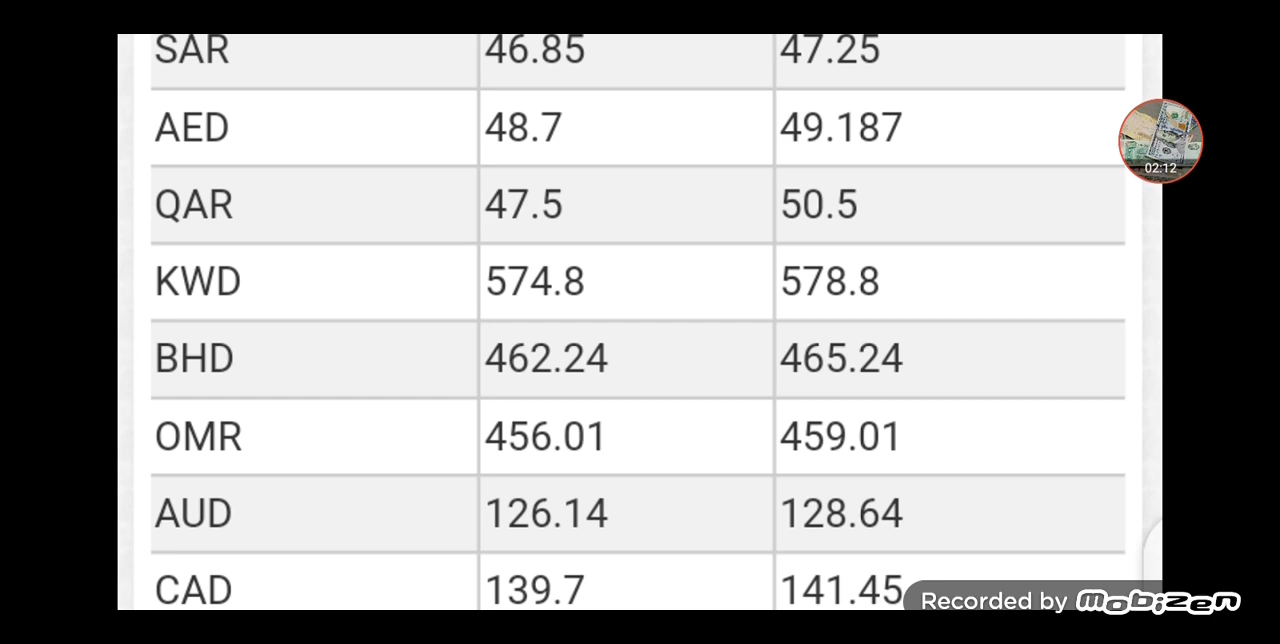 SAR 46.85 47.25
AED 48.7 49.187
QAR 47.5 50.5
KWD 574.8 578.8
BHD 462.24 465.24
OMR 456.01 459.01
AUD 126.14 128.64
CAD 139.7 141.45
02:12
Recorded by Mobizen